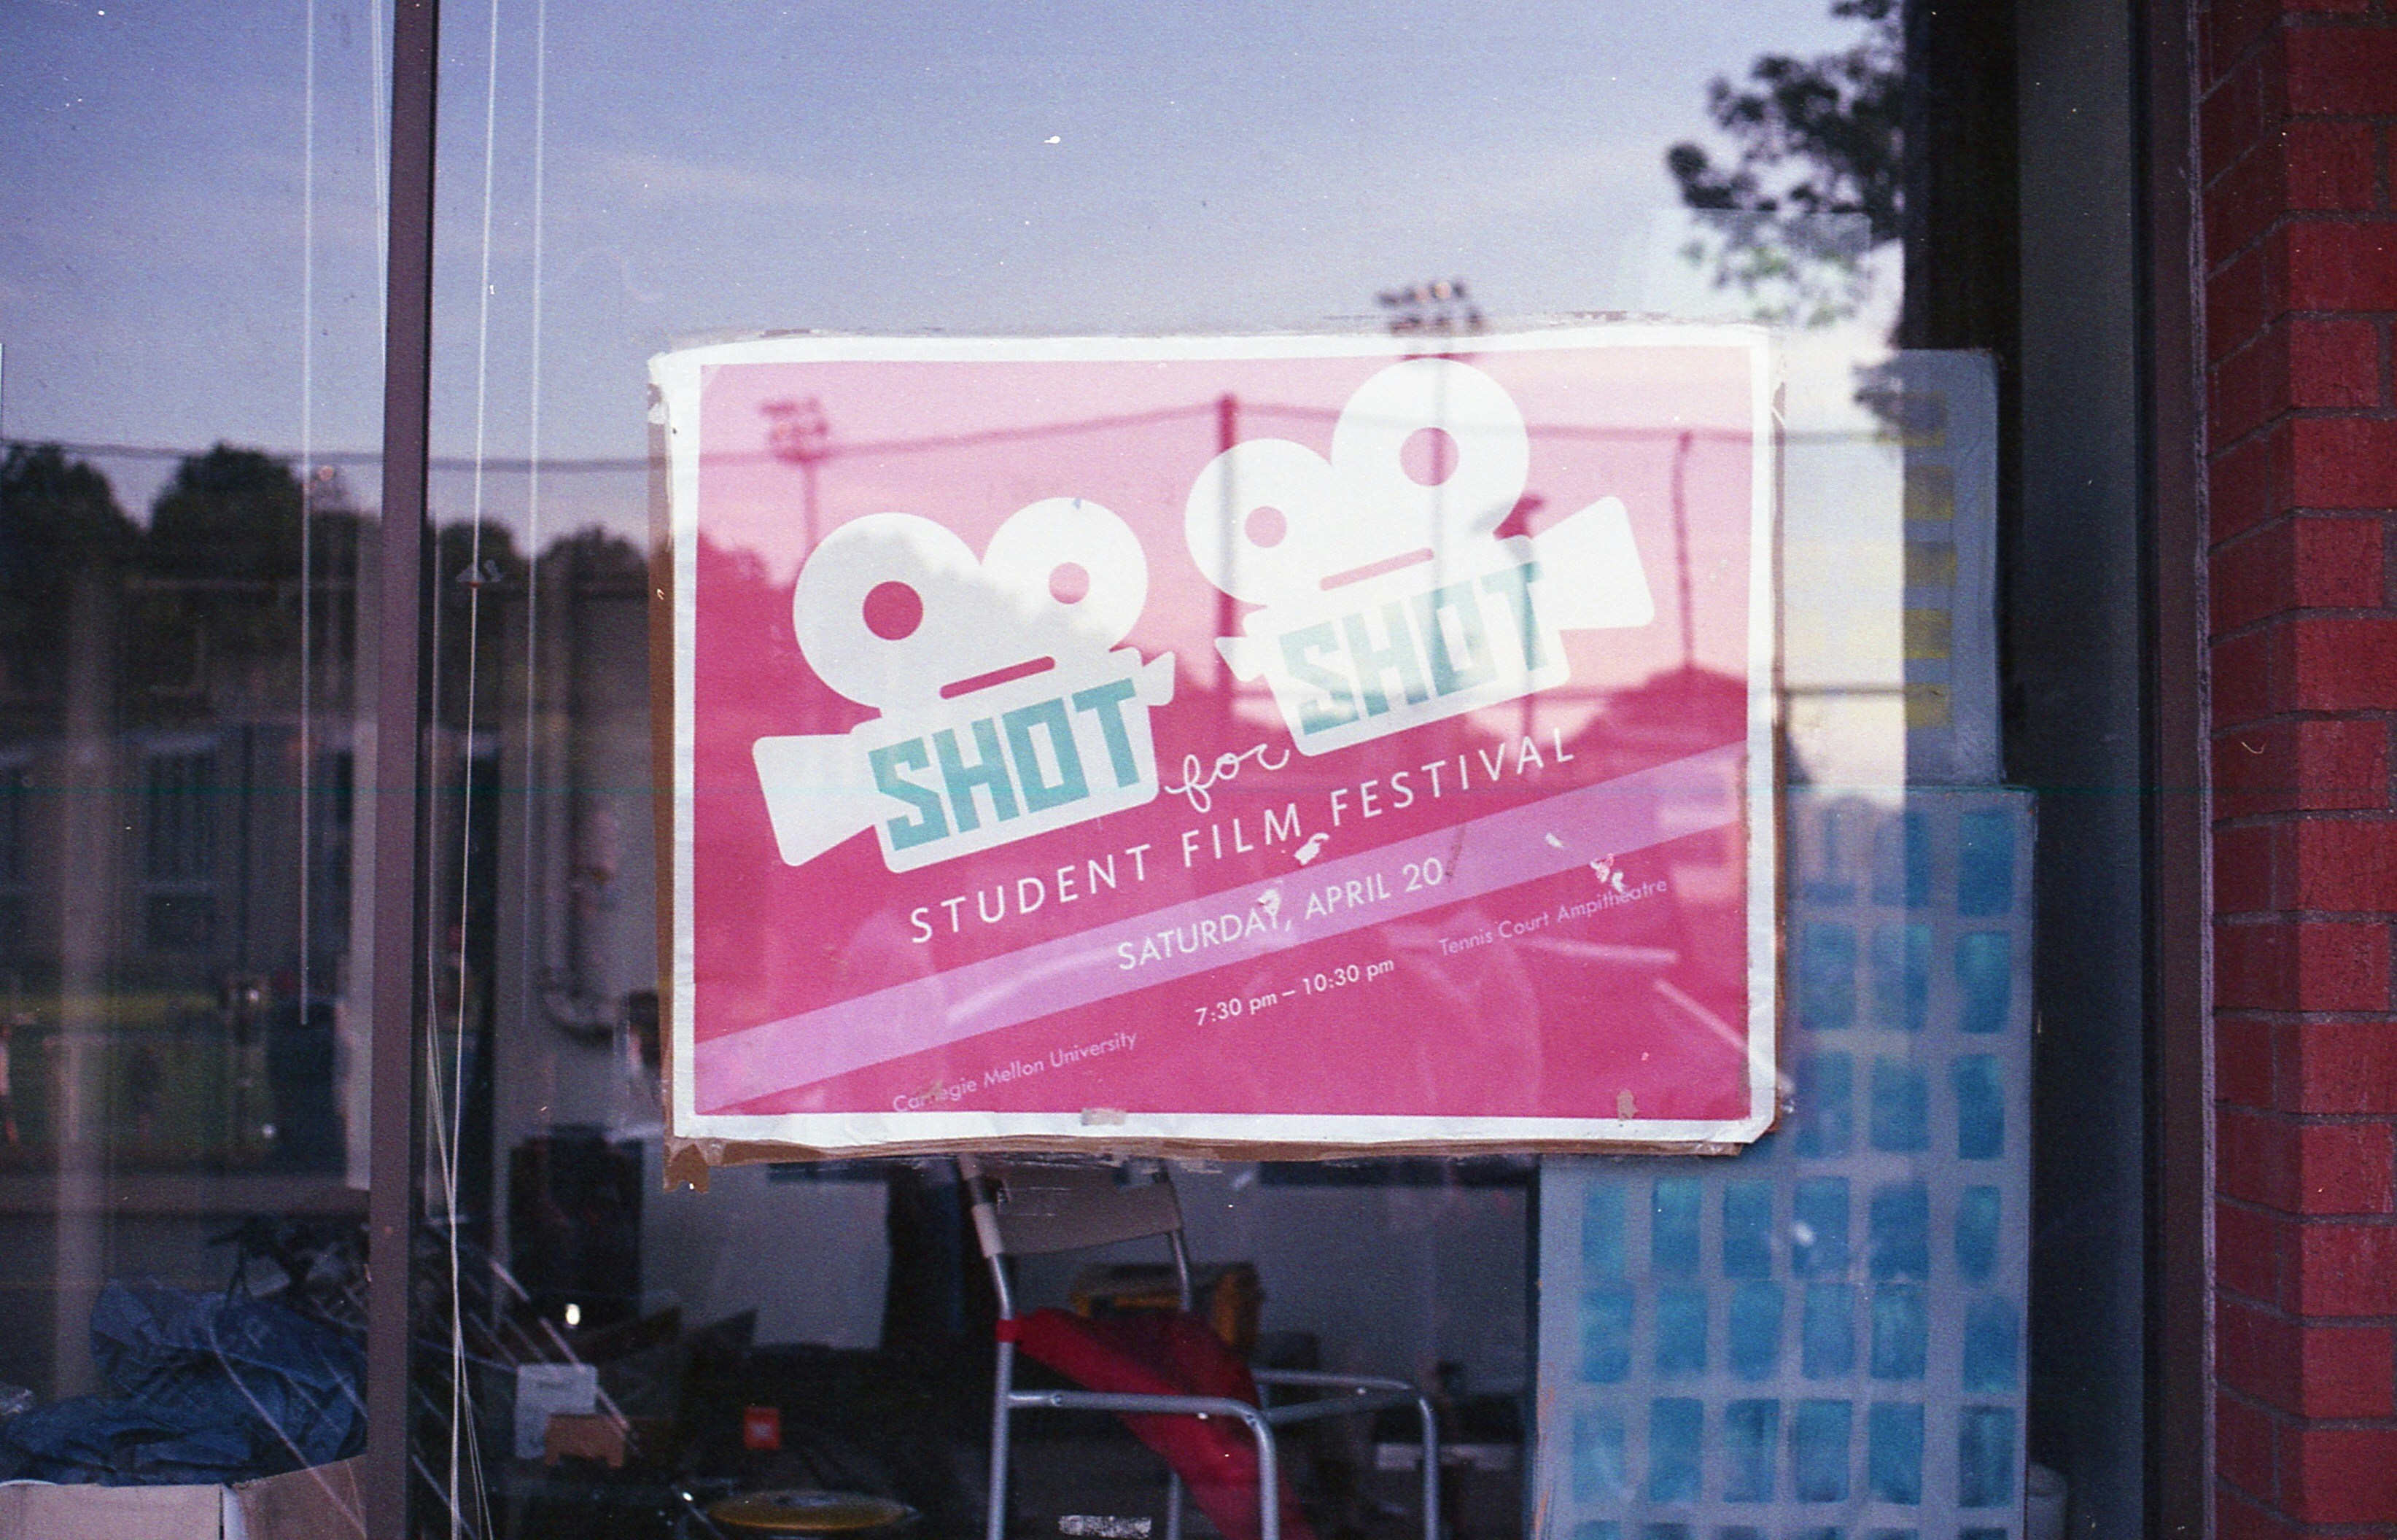 SHOT
for
SHOT
STUDENT FILM FESTIVAL
SATURDAY, APRIL 20
Carnegie Mellon University
7:30 pm – 10:30 pm
Tennis Court Ampitheatre